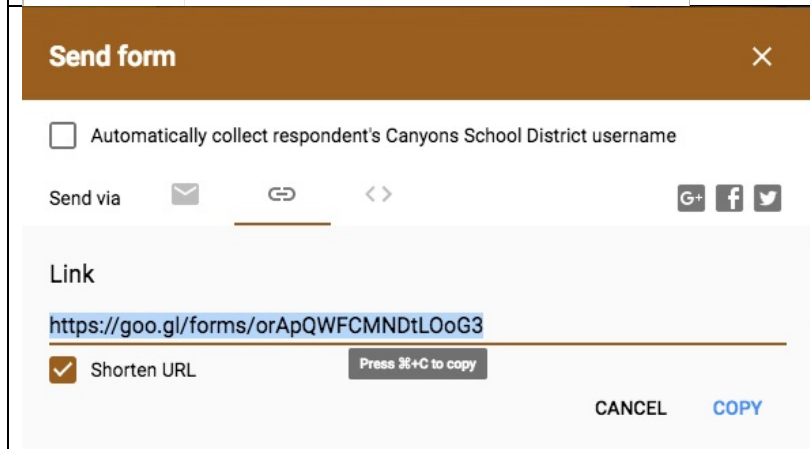 Send form
Automatically collect respondent's Canyons School District username
Send via
G+
Link
https://goo.gl/forms/orApQWFCMNDtLOoG3
Shorten URL
Press ⌘+C to copy
CANCEL COPY